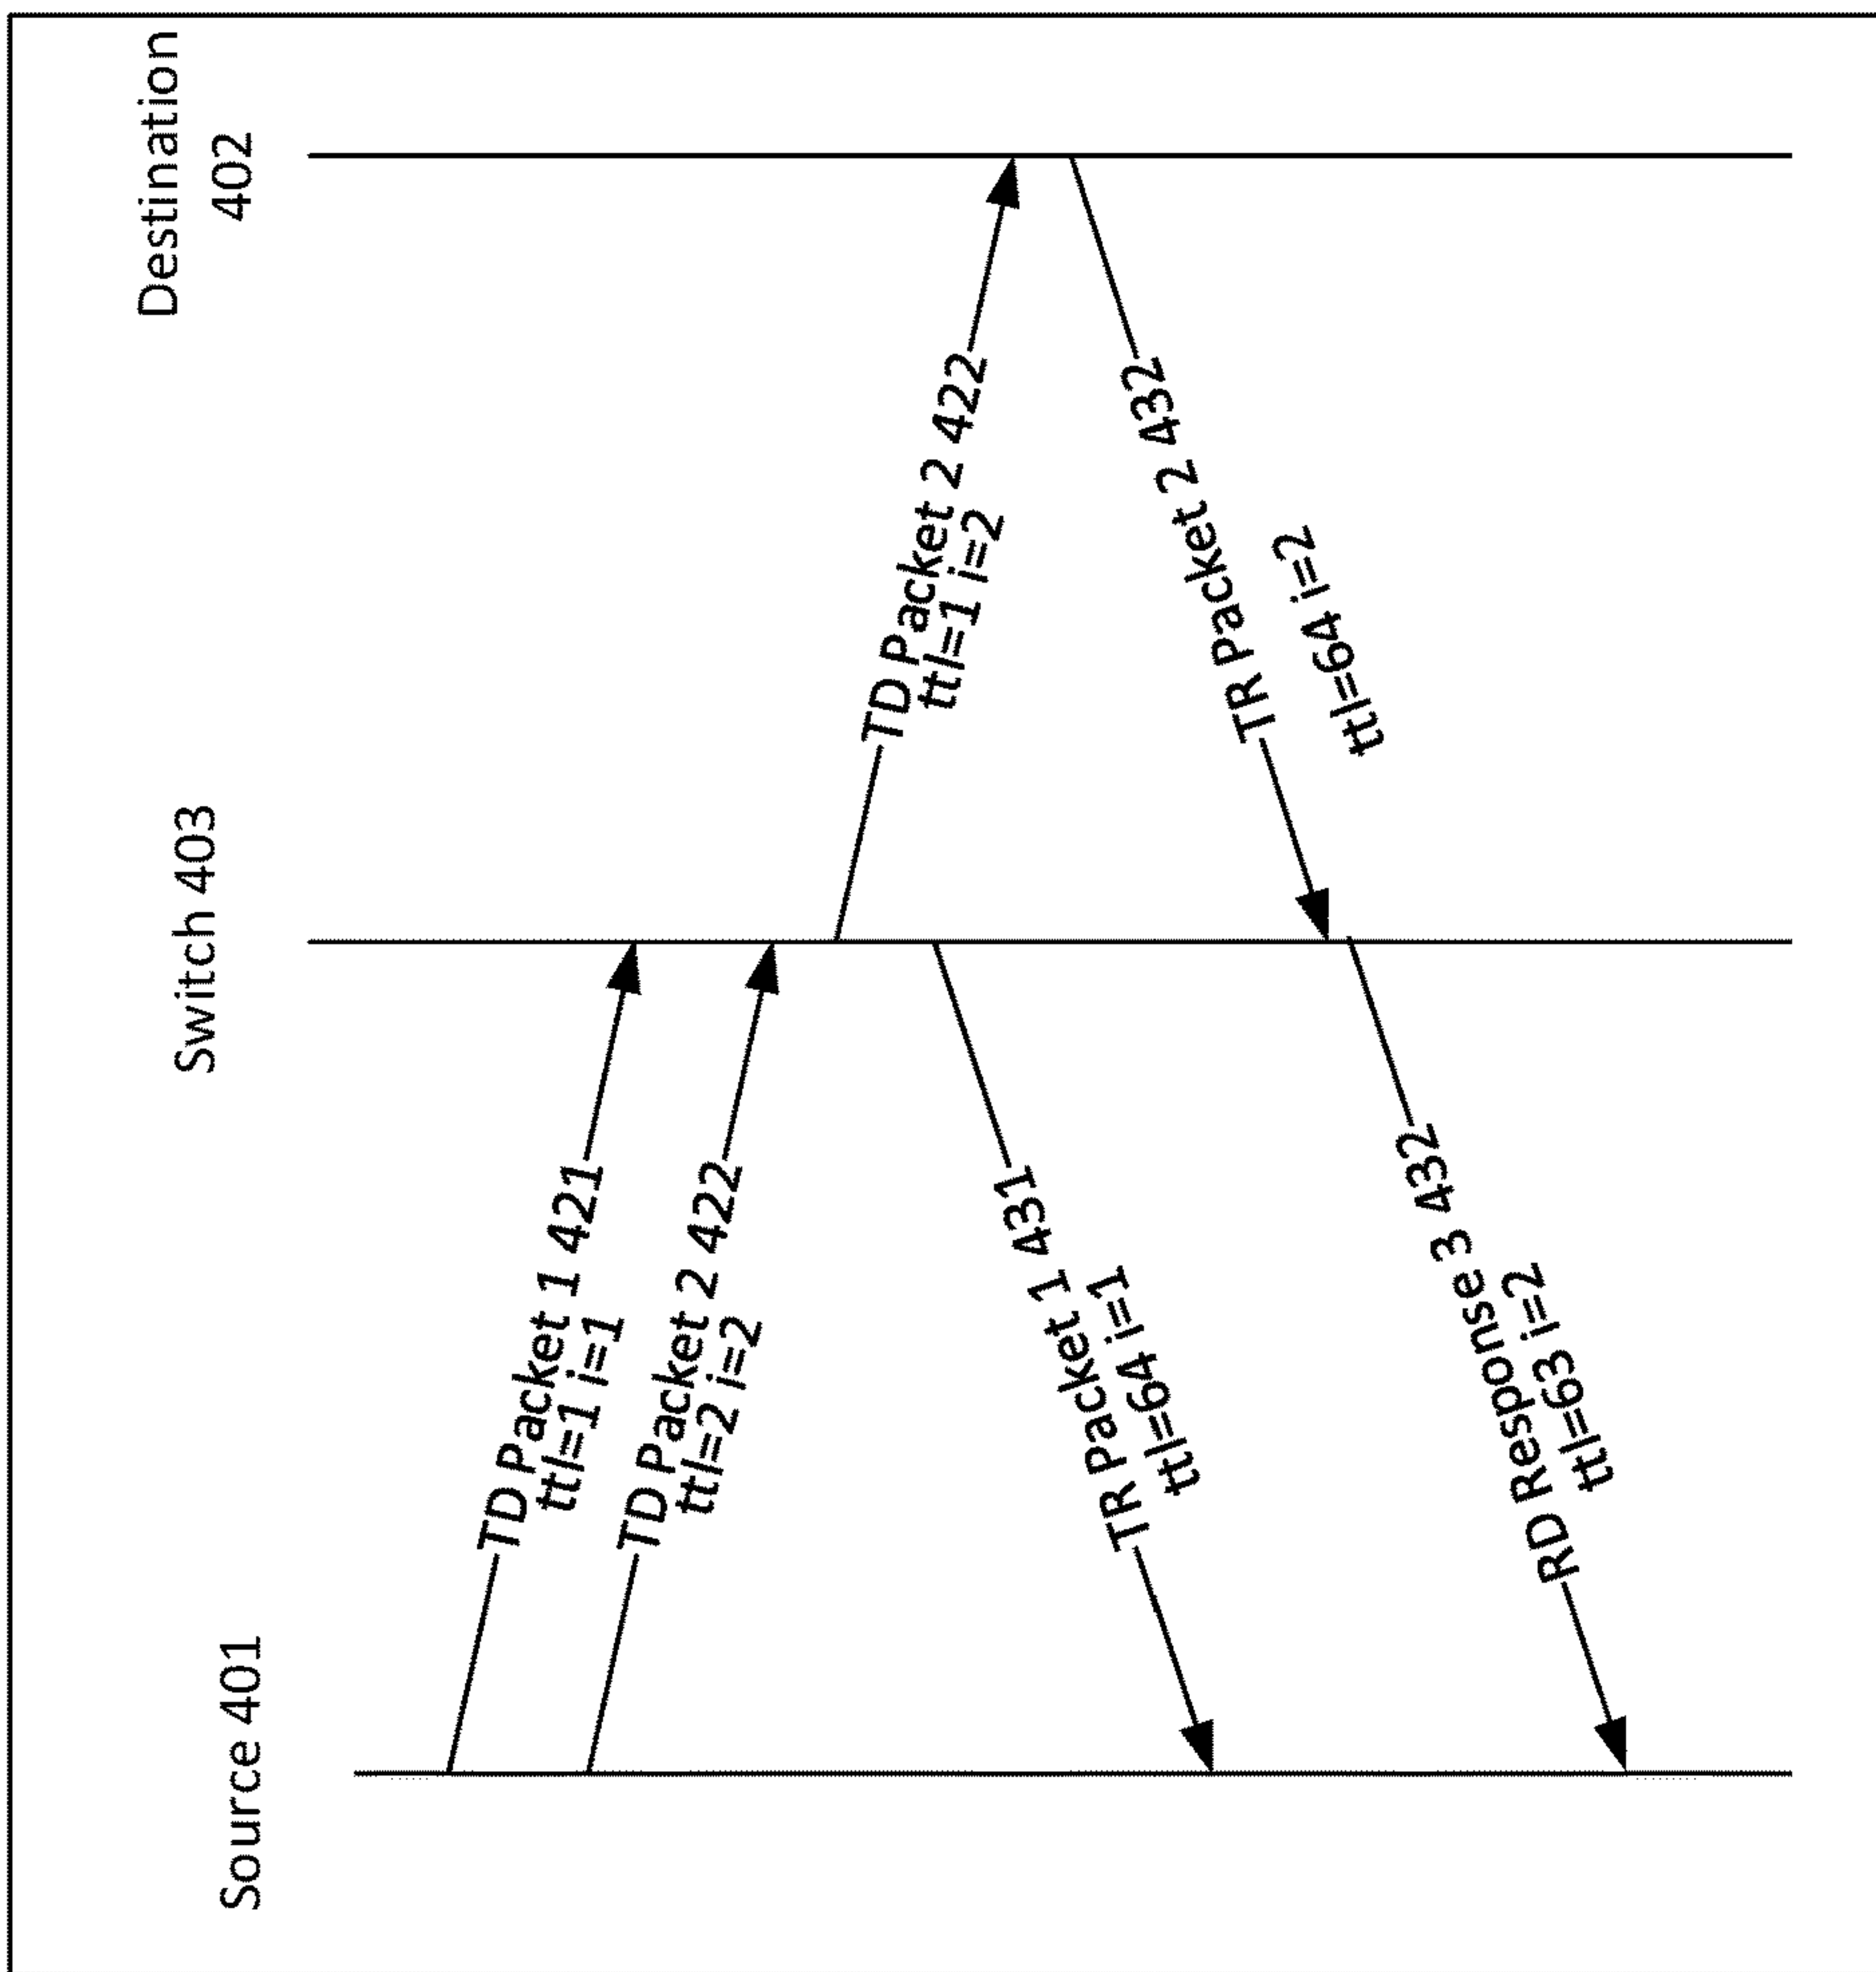 Source 401
Switch 403
Destination
402
TD Packet 1 421
ttl=1 i=1
TD Packet 2 422
ttl=2 i=2
TD Packet 2 422
ttl=1 i=2
TR Packet 1 431
ttl=64 i=1
TR Packet 2 432
ttl=64 i=2
RD Response 3 432
ttl=63 i=2